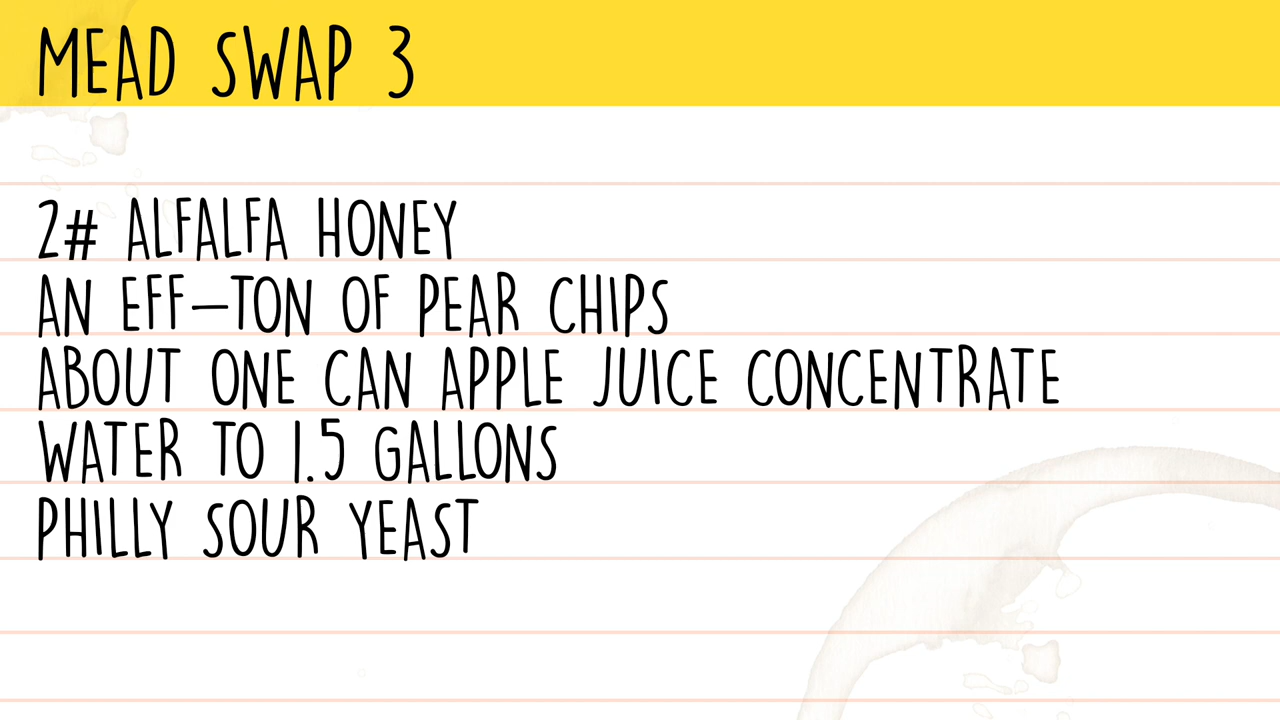 MEAD SWAP 3
2# ALFALFA HONEY
AN EFF-TON OF PEAR CHIPS
ABOUT ONE CAN APPLE JUICE CONCENTRATE
WATER TO 1.5 GALLONS
PHILLY SOUR YEAST